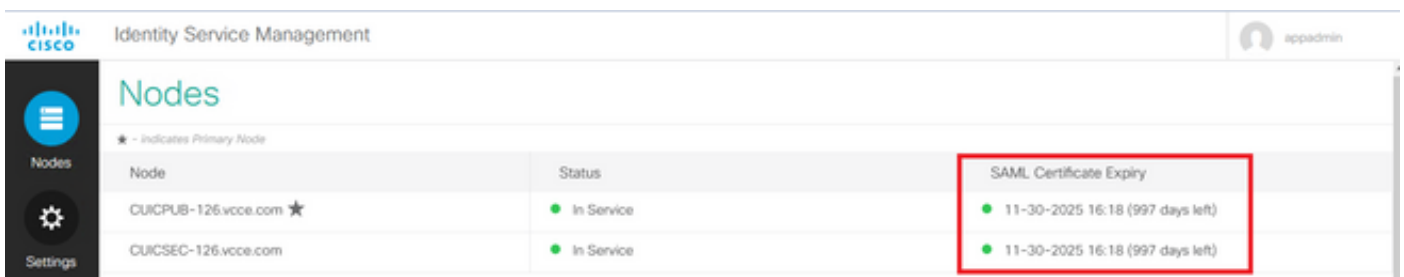 CISCO
Identity Service Management
appadmin
Nodes
★ - indicates Primary Node
Nodes
Node Status SAML Certificate Expiry
CUICPUB-126.vcce.com ★ In Service 11-30-2025 16:18 (997 days left)
CUICSEC-126.vcce.com In Service 11-30-2025 16:18 (997 days left)
Settings